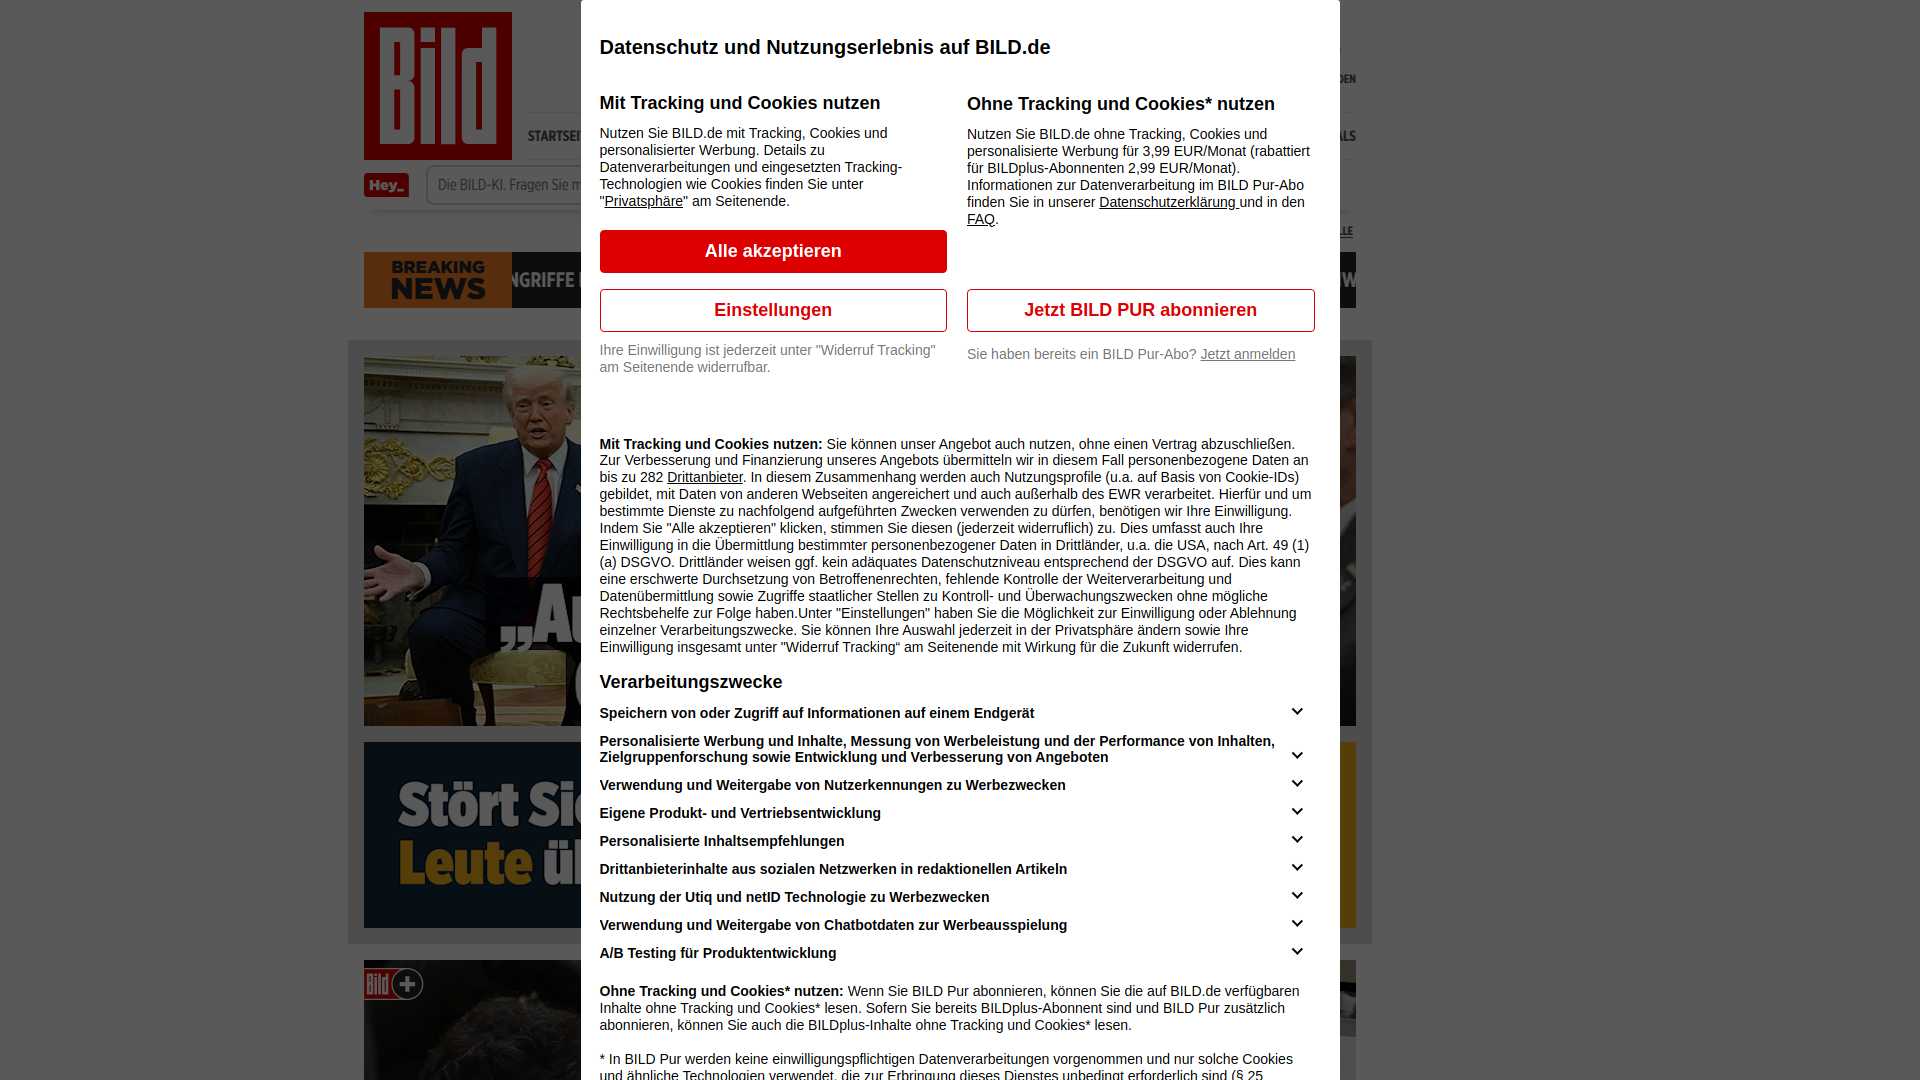 Bild
Datenschutz und Nutzungserlebnis auf BILD.de
Mit Tracking und Cookies nutzen
Nutzen Sie BILD.de mit Tracking, Cookies und
personalisierter Werbung. Details zu
Datenverarbeitungen und eingesetzten Tracking-
Technologien wie Cookies finden Sie unter
"Privatsphäre" am Seitenende.
Alle akzeptieren
Einstellungen
Ihre Einwilligung ist jederzeit unter "Widerruf Tracking"
am Seitenende widerrufbar.
Ohne Tracking und Cookies* nutzen
Nutzen Sie BILD.de ohne Tracking, Cookies und
personalisierte Werbung für 3,99 EUR/Monat (rabattiert
für BILDplus-Abonnenten 2,99 EUR/Monat).
Informationen zur Datenverarbeitung im BILD Pur-Abo
finden Sie in unserer Datenschutzerklärung und in den
FAQ.
Jetzt BILD PUR abonnieren
Sie haben bereits ein BILD Pur-Abo? Jetzt anmelden
Mit Tracking und Cookies nutzen: Sie können unser Angebot auch nutzen, ohne einen Vertrag abzuschließen.
Zur Verbesserung und Finanzierung unseres Angebots übermitteln wir in diesem Fall personenbezogene Daten an
bis zu 282 Drittanbieter. In diesem Zusammenhang werden auch Nutzungsprofile (u.a. auf Basis von Cookie-IDs)
gebildet, mit Daten von anderen Webseiten angereichert und auch außerhalb des EWR verarbeitet. Hierfür und um
bestimmte Dienste zu nachfolgend aufgeführten Zwecken verwenden zu dürfen, benötigen wir Ihre Einwilligung.
Indem Sie "Alle akzeptieren" klicken, stimmen Sie diesen (jederzeit widerruflich) zu. Dies umfasst auch Ihre
Einwilligung in die Übermittlung bestimmter personenbezogener Daten in Drittländer, u.a. die USA, nach Art. 49 (1)
(a) DSGVO. Drittländer weisen ggf. kein adäquates Datenschutzniveau entsprechend der DSGVO auf. Dies kann
eine erschwerte Durchsetzung von Betroffenenrechten, fehlende Kontrolle der Weiterverarbeitung und
Datenübermittlung sowie Zugriffe staatlicher Stellen zu Kontroll- und Überwachungszwecken ohne mögliche
Rechtsbehelfe zur Folge haben.Unter "Einstellungen" haben Sie die Möglichkeit zur Einwilligung oder Ablehnung
einzelner Verarbeitungszwecke. Sie können Ihre Auswahl jederzeit in der Privatsphäre ändern sowie Ihre
Einwilligung insgesamt unter "Widerruf Tracking“ am Seitenende mit Wirkung für die Zukunft widerrufen.
Verarbeitungszwecke
Speichern von oder Zugriff auf Informationen auf einem Endgerät
Personalisierte Werbung und Inhalte, Messung von Werbeleistung und der Performance von Inhalten,
Zielgruppenforschung sowie Entwicklung und Verbesserung von Angeboten
Verwendung und Weitergabe von Nutzerkennungen zu Werbezwecken
Eigene Produkt- und Vertriebsentwicklung
Personalisierte Inhaltsempfehlungen
Drittanbieterinhalte aus sozialen Netzwerken in redaktionellen Artikeln
Nutzung der Utiq und netID Technologie zu Werbezwecken
Verwendung und Weitergabe von Chatbotdaten zur Werbeausspielung
A/B Testing für Produktentwicklung
Ohne Tracking und Cookies* nutzen: Wenn Sie BILD Pur abonnieren, können Sie die auf BILD.de verfügbaren
Inhalte ohne Tracking und Cookies* lesen. Sofern Sie bereits BILDplus-Abonnent sind und BILD Pur zusätzlich
abonnieren, können Sie auch die BILDplus-Inhalte ohne Tracking und Cookies* lesen.
* In BILD Pur werden keine einwilligungspflichtigen Datenverarbeitungen vorgenommen und nur solche Cookies
und ähnliche Technologien verwendet, die zur Erbringung dieses Dienstes unbedingt erforderlich sind (§ 25
STARTSEI
Hey_
Die BILD-KI. Fragen Sie m
BREAKING
NEWS
NGRIFFE
„Au
Stört Sie
Leute üb
Bild +
DEN
ALS
LLE